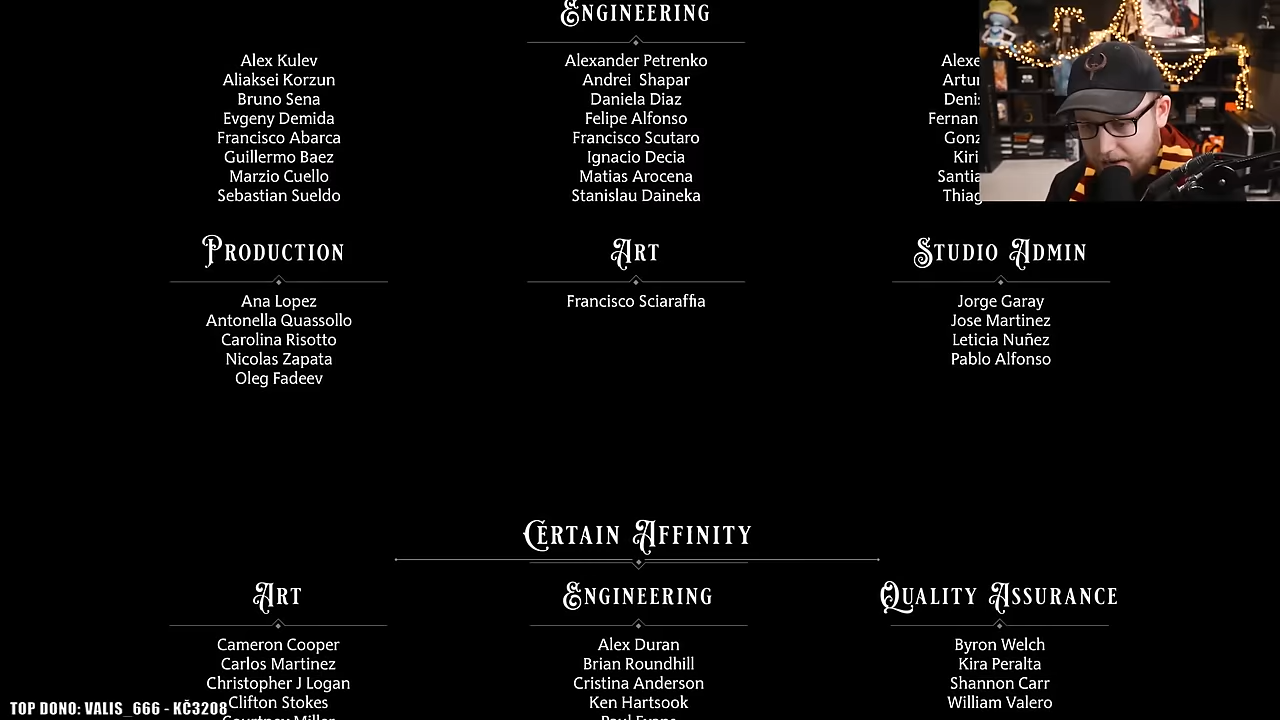 Engineering
Alex Kulev
Aliaksei Korzun
Bruno Sena
Evgeny Demida
Francisco Abarca
Guillermo Baez
Marzio Cuello
Sebastian Sueldo
Alexander Petrenko
Andrei Shapar
Daniela Diaz
Felipe Alfonso
Francisco Scutaro
Ignacio Decia
Matias Arocena
Stanislau Daineka
Production
Ana Lopez
Antonella Quassollo
Carolina Risotto
Nicolas Zapata
Oleg Fadeev
Art
Francisco Sciaraffia
Studio Admin
Jorge Garay
Jose Martinez
Leticia Nuñez
Pablo Alfonso
Certain Affinity
Art
Cameron Cooper
Carlos Martinez
Christopher J Logan
Clifton Stokes
Engineering
Alex Duran
Brian Roundhill
Cristina Anderson
Ken Hartsook
Quality Assurance
Byron Welch
Kira Peralta
Shannon Carr
William Valero
TOP DONO: VALIS_666 - KČ3208